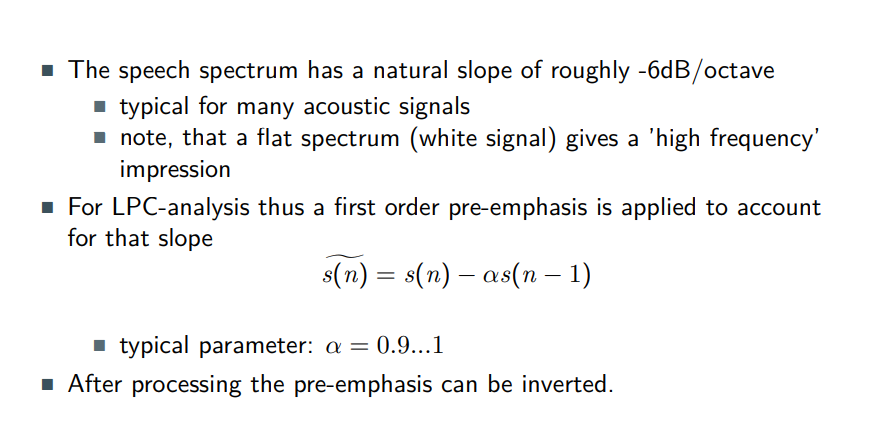 ■ The speech spectrum has a natural slope of roughly -6dB/octave
■ typical for many acoustic signals
■ note, that a flat spectrum (white signal) gives a 'high frequency'
impression
■ For LPC-analysis thus a first order pre-emphasis is applied to account
for that slope
$\widetilde{s(n)} = s(n) - \alpha s(n-1)$
■ typical parameter: α = 0.9...1
■ After processing the pre-emphasis can be inverted.